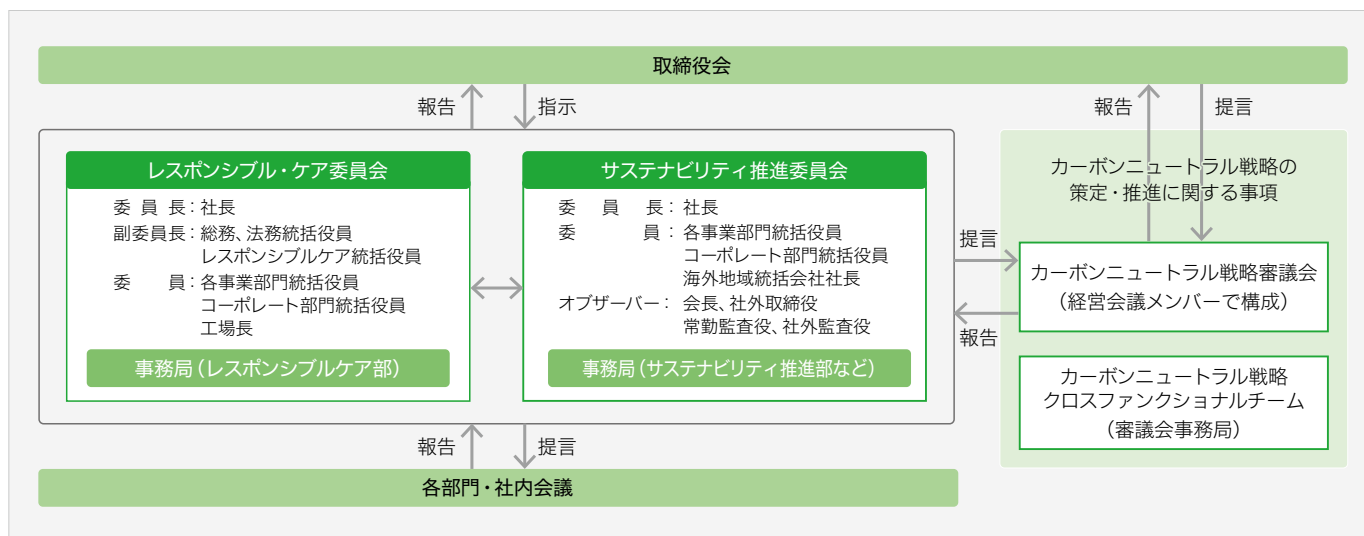 取締役会
報告
指示
報告
提言
レスポンシブル・ケア委員会
委員長：社長
副委員長：総務、法務統括役員
レスポンシブルケア統括役員
委員：各事業部門統括役員
コーポレート部門統括役員
工場長
事務局（レスポンシブルケア部）
サステナビリティ推進委員会
委員長：社長
委員：各事業部門統括役員
コーポレート部門統括役員
海外地域統括会社社長
オブザーバー：会長、社外取締役
常勤監査役、社外監査役
事務局（サステナビリティ推進部など）
提言
報告
カーボンニュートラル戦略の
策定・推進に関する事項
カーボンニュートラル戦略審議会
（経営会議メンバーで構成）
カーボンニュートラル戦略
クロスファンクショナルチーム
（審議会事務局）
報告
提言
各部門・社内会議